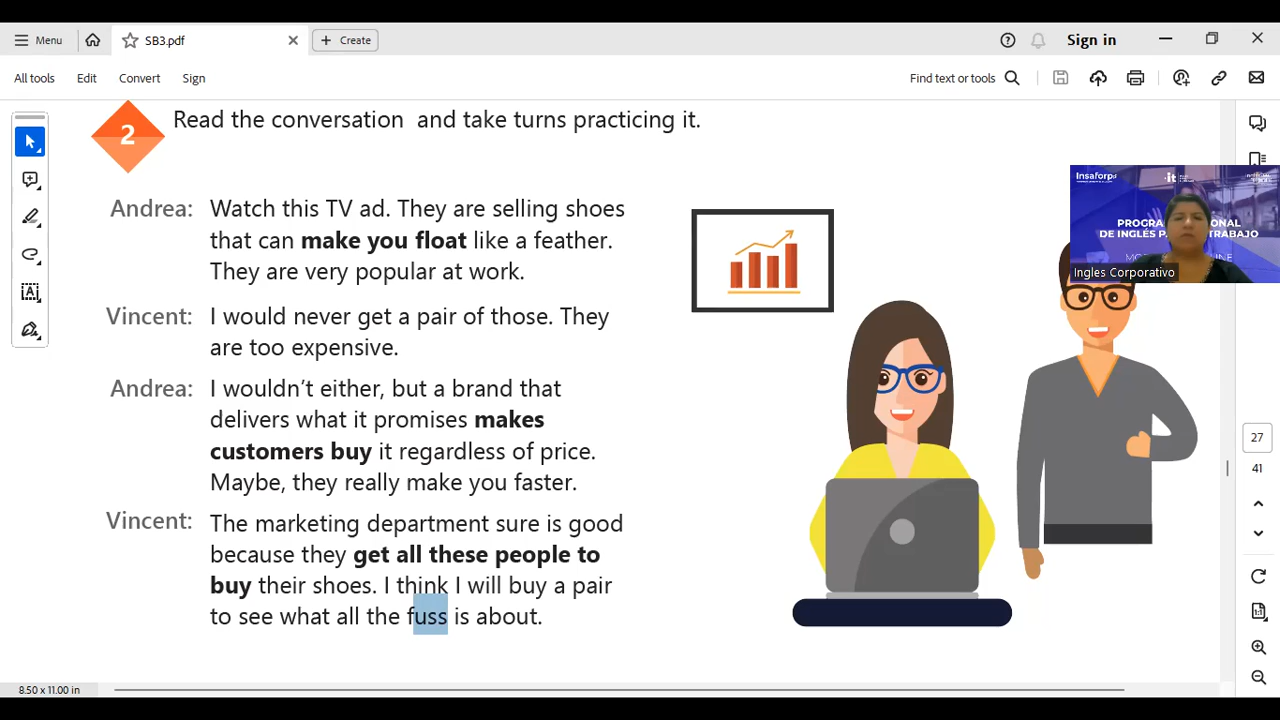 Menu
SB3.pdf
Create
Sign in
All tools
Edit
Convert
Sign
Find text or tools
2
Read the conversation and take turns practicing it.
Andrea: Watch this TV ad. They are selling shoes
that can make you float like a feather.
They are very popular at work.
Vincent: I would never get a pair of those. They
are too expensive.
Andrea: I wouldn't either, but a brand that
delivers what it promises makes
customers buy it regardless of price.
Maybe, they really make you faster.
Vincent: The marketing department sure is good
because they get all these people to
buy their shoes. I think I will buy a pair
to see what all the fuss is about.
Insaforp
it
Ingles Corporativo
27
41
8.50 x 11.00 in